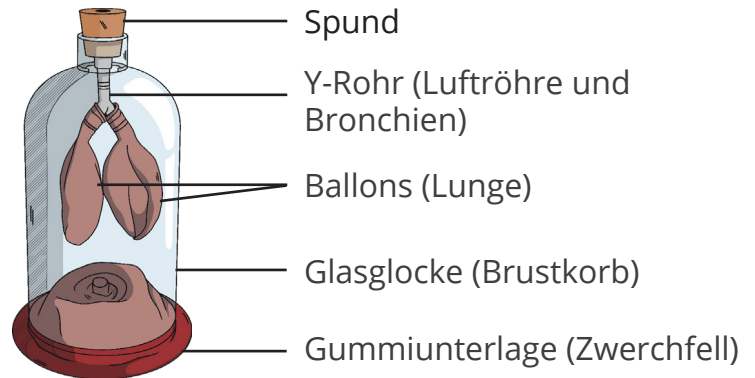 Spund
Y-Rohr (Luftröhre und
Bronchien)
Ballons (Lunge)
Glasglocke (Brustkorb)
Gummiunterlage (Zwerchfell)